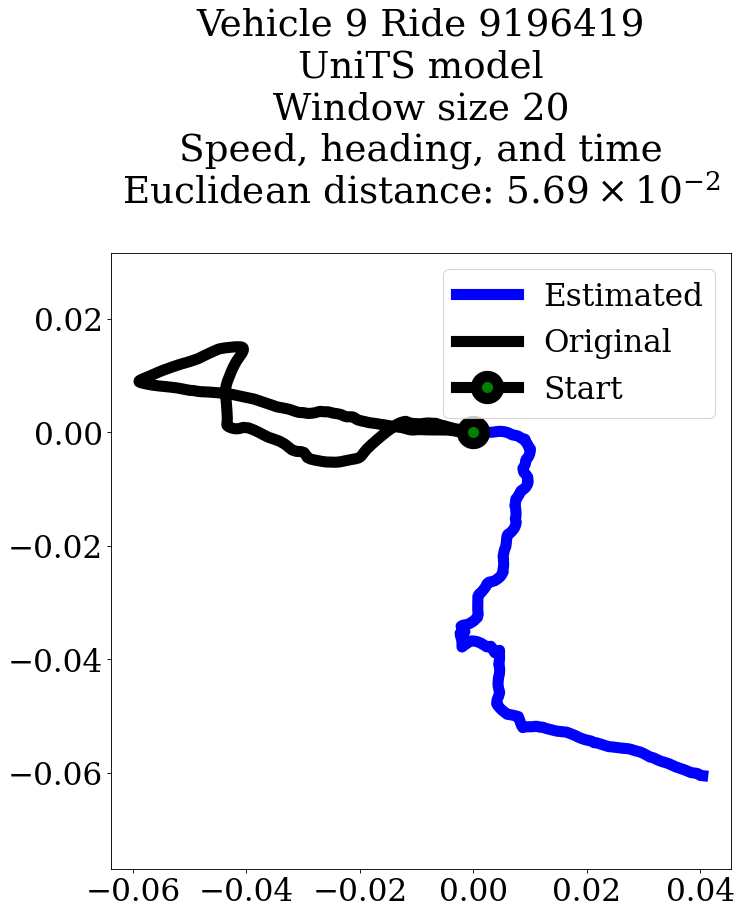 Vehicle 9 Ride 9196419
UniTS model
Window size 20
Speed, heading, and time
Euclidean distance: 5.69 × 10⁻²
Estimated
Original
Start
0.02
0.00
−0.02
−0.04
−0.06
−0.06 −0.04 −0.02 0.00 0.02 0.04